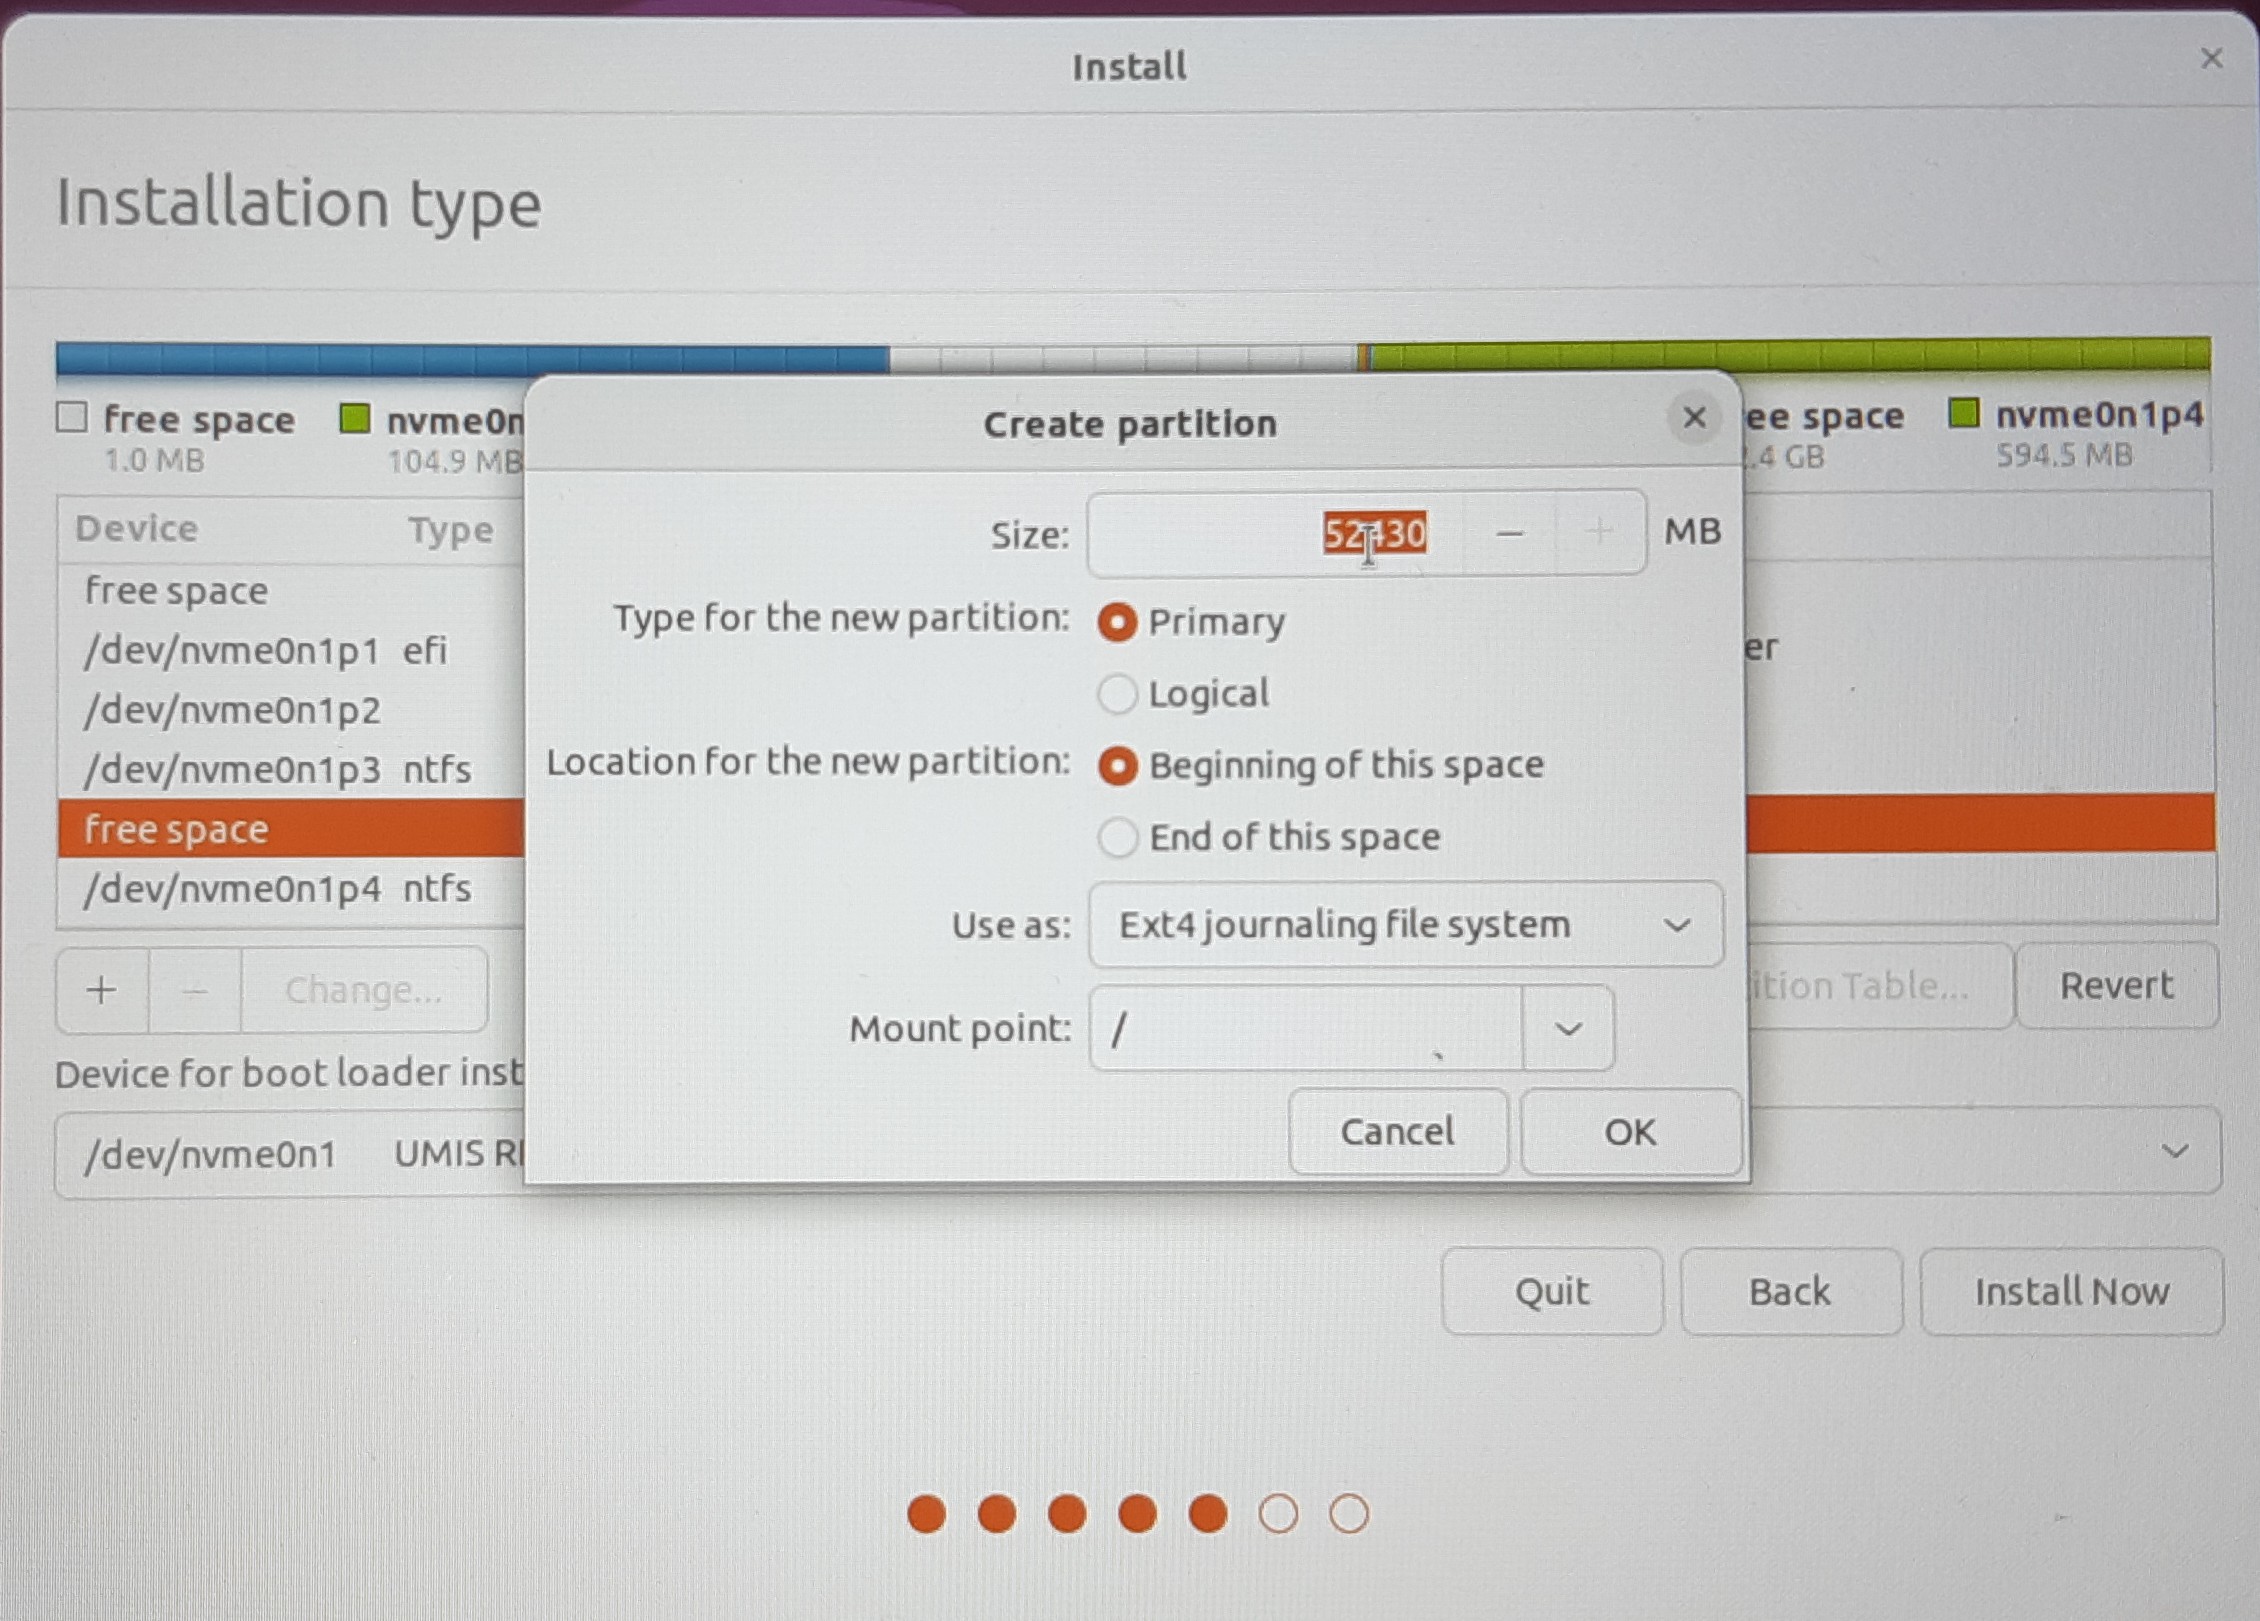 Install
Installation type
free space
1.0 MB
104.9 MB
ee space
.4 GB
nvme0n1p4
594.5 MB
Device Type
free space
/dev/nvme0n1p1 efi
/dev/nvme0n1p2
/dev/nvme0n1p3 ntfs
free space
/dev/nvme0n1p4 ntfs
+ − Change...
Device for boot loader inst
/dev/nvme0n1 UMIS
Create partition
Size: 52430 − + MB
Type for the new partition: Primary
Logical
Location for the new partition: Beginning of this space
End of this space
Use as: Ext4 journaling file system
Mount point: /
Cancel OK
er
ition Table... Revert
Quit Back Install Now